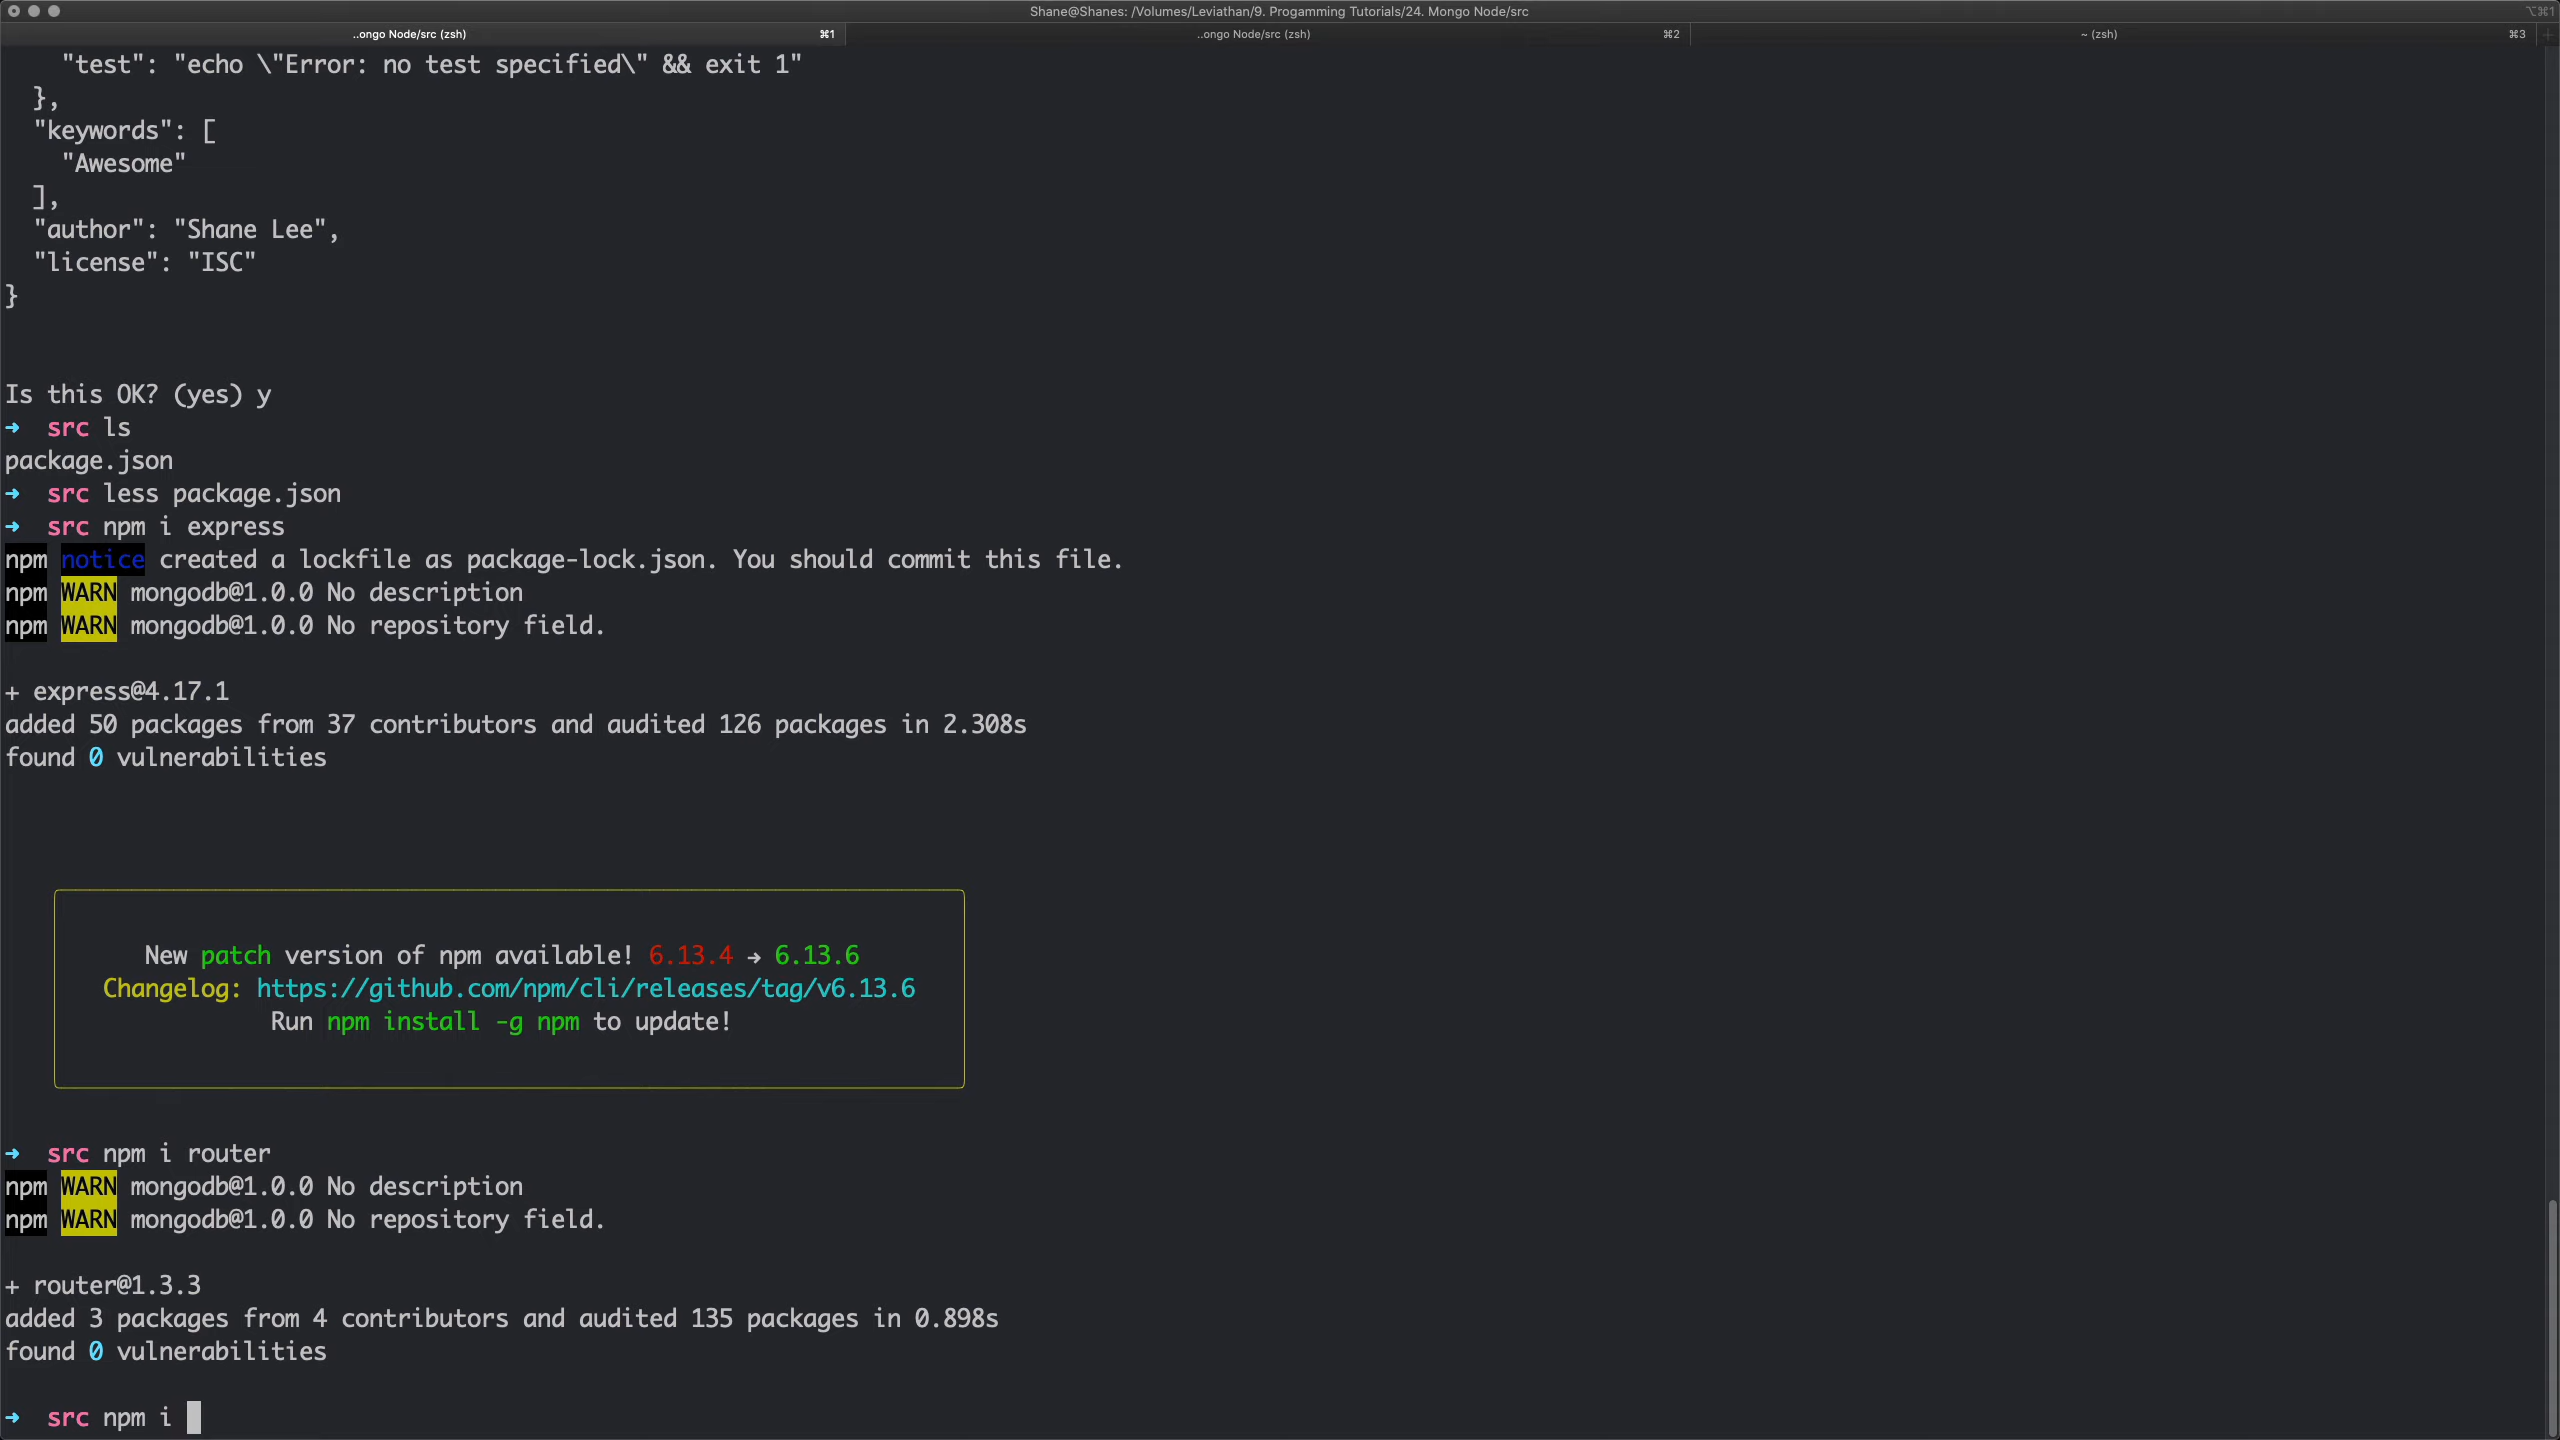 Shane@Shanes: /Volumes/Leviathan/9. Progamming Tutorials/24. Mongo Node/src
⌥⌘1
..ongo Node/src (zsh) ⌘1 ..ongo Node/src (zsh) ⌘2 ~ (zsh) ⌘3
"test": "echo \"Error: no test specified\" && exit 1"
},
"keywords": [
"Awesome"
],
"author": "Shane Lee",
"license": "ISC"
}
Is this OK? (yes) y
➜ src ls
package.json
➜ src less package.json
➜ src npm i express
npm notice created a lockfile as package-lock.json. You should commit this file.
npm WARN mongodb@1.0.0 No description
npm WARN mongodb@1.0.0 No repository field.
+ express@4.17.1
added 50 packages from 37 contributors and audited 126 packages in 2.308s
found 0 vulnerabilities
New patch version of npm available! 6.13.4 → 6.13.6
Changelog: https://github.com/npm/cli/releases/tag/v6.13.6
Run npm install -g npm to update!
➜ src npm i router
npm WARN mongodb@1.0.0 No description
npm WARN mongodb@1.0.0 No repository field.
+ router@1.3.3
added 3 packages from 4 contributors and audited 135 packages in 0.898s
found 0 vulnerabilities
➜ src npm i